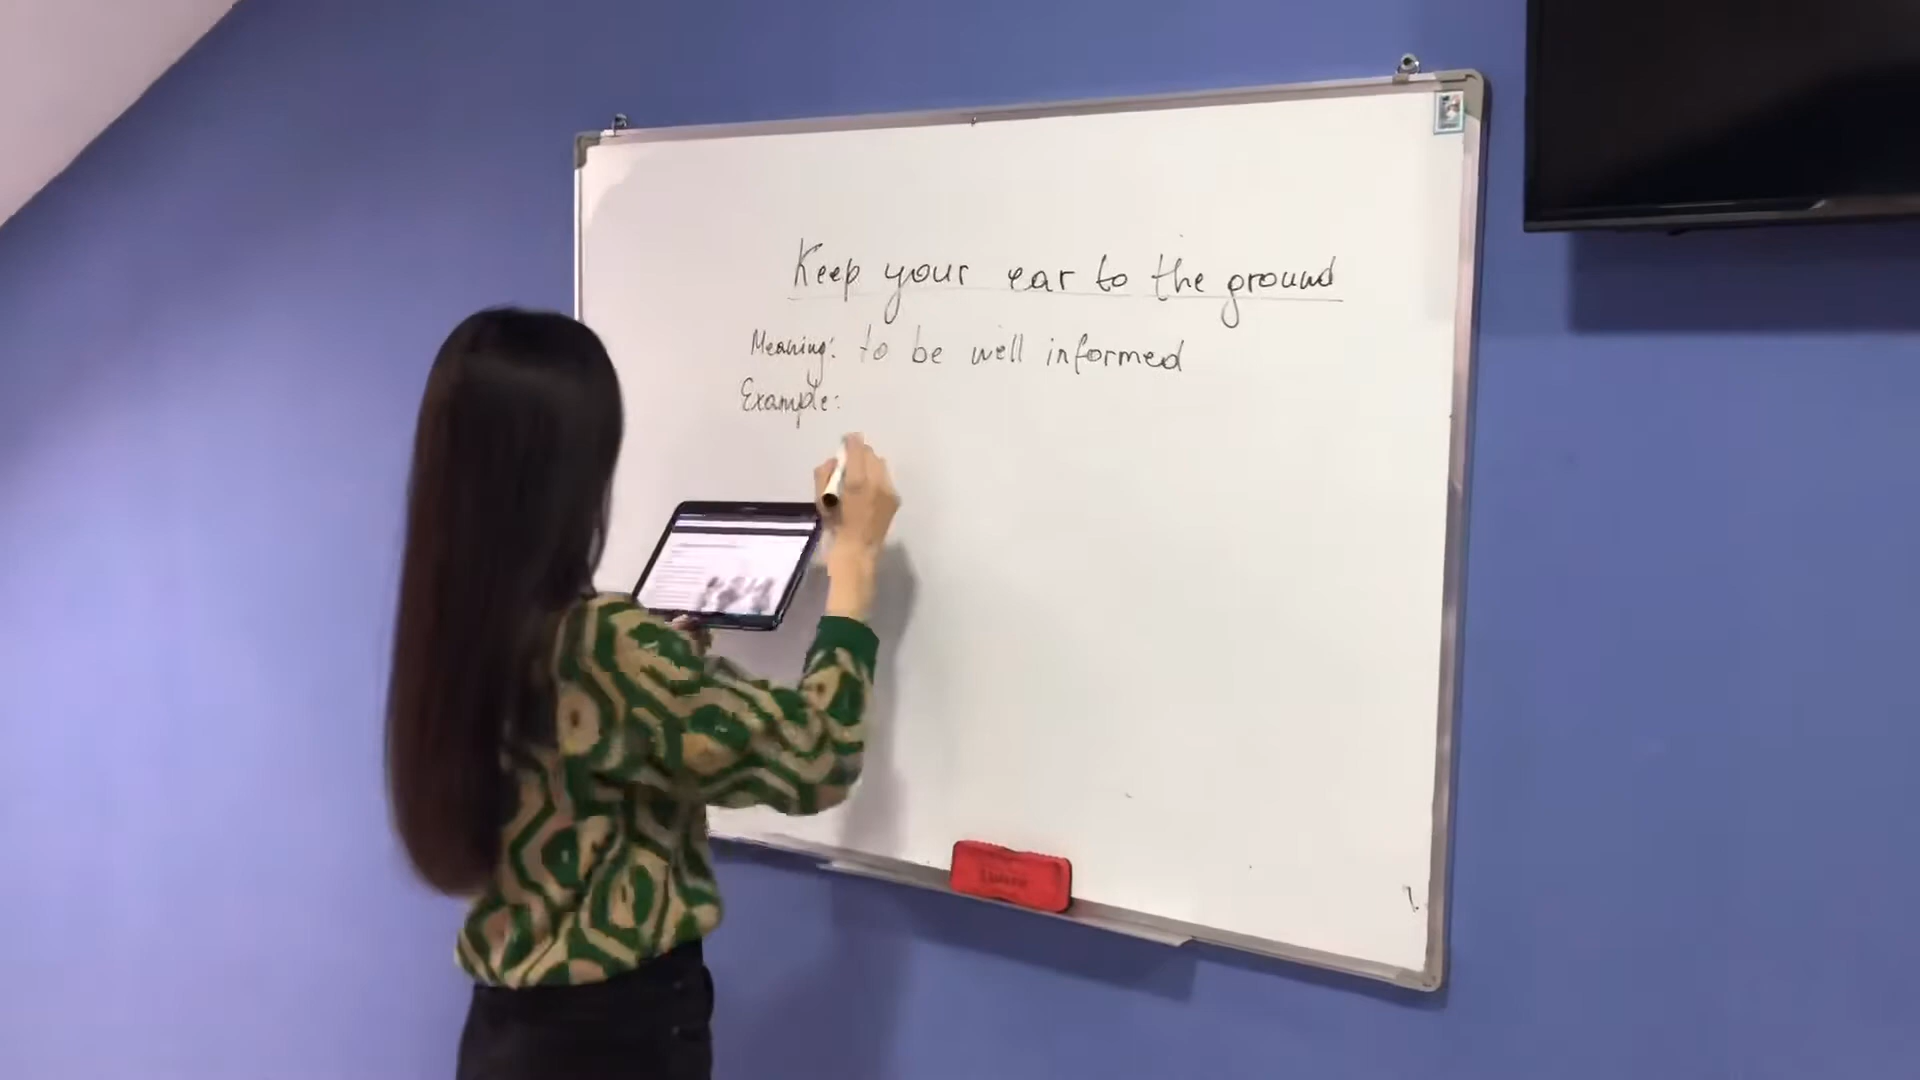 Keep your ear to the ground
Meaning: to be well informed
Example: